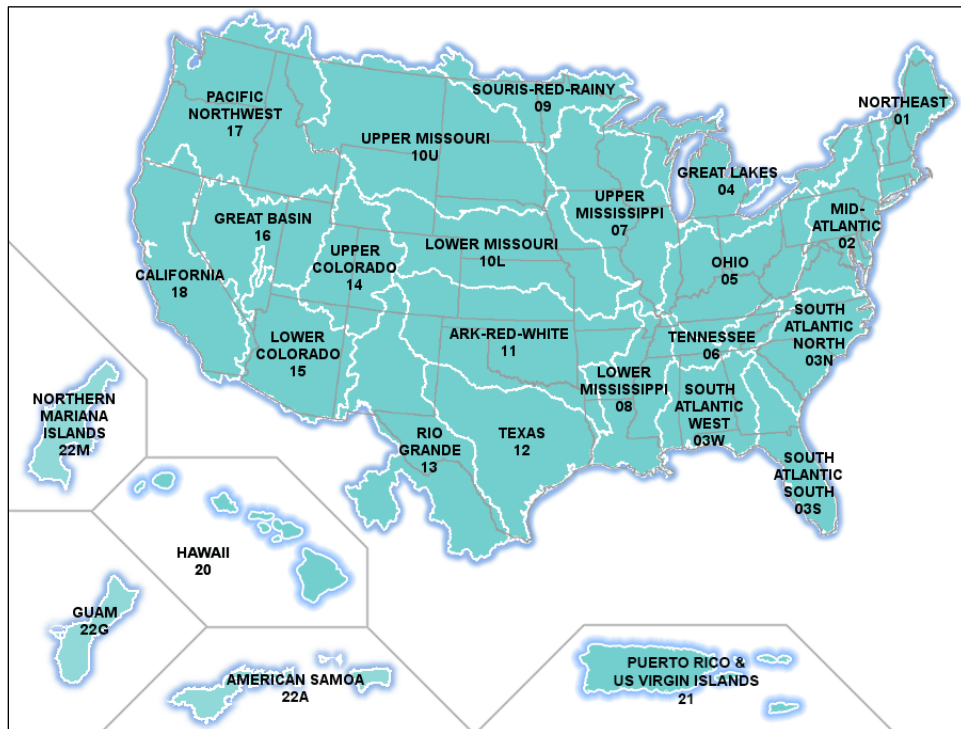 SOURIS-RED-RAINY
09
NORTHEAST
01
PACIFIC
NORTHWEST
17
UPPER MISSOURI
10U
GREAT LAKES
04
UPPER
MISSISSIPPI
07
MID-
ATLANTIC
02
GREAT BASIN
16
UPPER
COLORADO
14
LOWER MISSOURI
10L
OHIO
05
CALIFORNIA
18
SOUTH
ATLANTIC
NORTH
03N
LOWER
COLORADO
15
ARK-RED-WHITE
11
TENNESSEE
06
LOWER
MISSISSIPPI
08
SOUTH
ATLANTIC
WEST
03W
NORTHERN
MARIANA
ISLANDS
22M
RIO
GRANDE
13
TEXAS
12
SOUTH
ATLANTIC
SOUTH
03S
HAWAII
20
GUAM
22G
AMERICAN SAMOA
22A
PUERTO RICO &
US VIRGIN ISLANDS
21